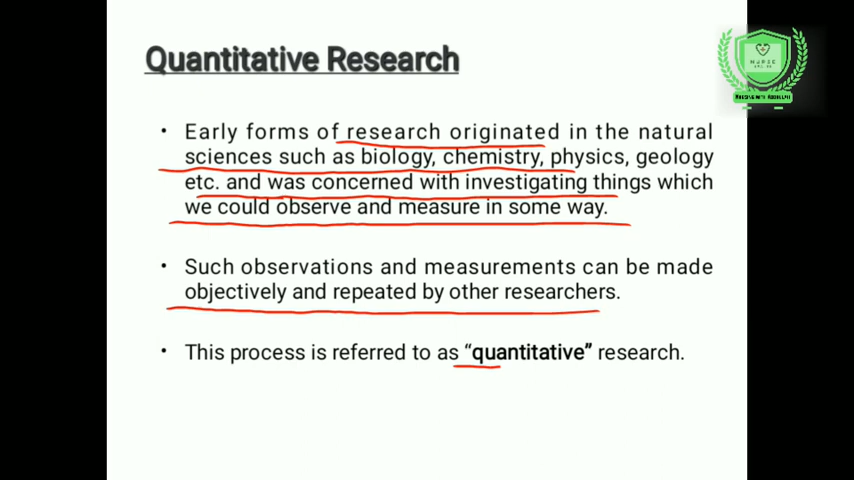 Quantitative Research
• Early forms of research originated in the natural
sciences such as biology, chemistry, physics, geology
etc. and was concerned with investigating things which
we could observe and measure in some way.
• Such observations and measurements can be made
objectively and repeated by other researchers.
• This process is referred to as “quantitative” research.